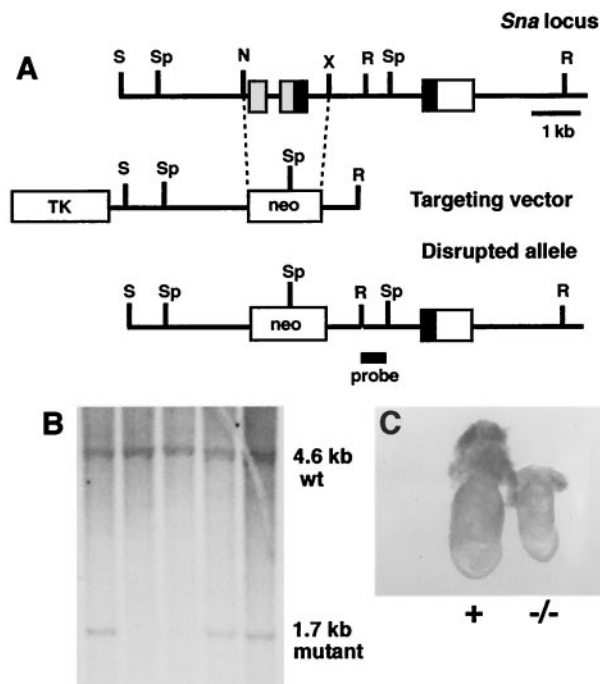 Sna locus
A
S Sp N X R Sp R
1 kb
Sp
S Sp R
TK neo Targeting vector
Disrupted allele
Sp
S Sp R Sp R
neo
probe
B
4.6 kb
wt
1.7 kb
mutant
C
+ -/-